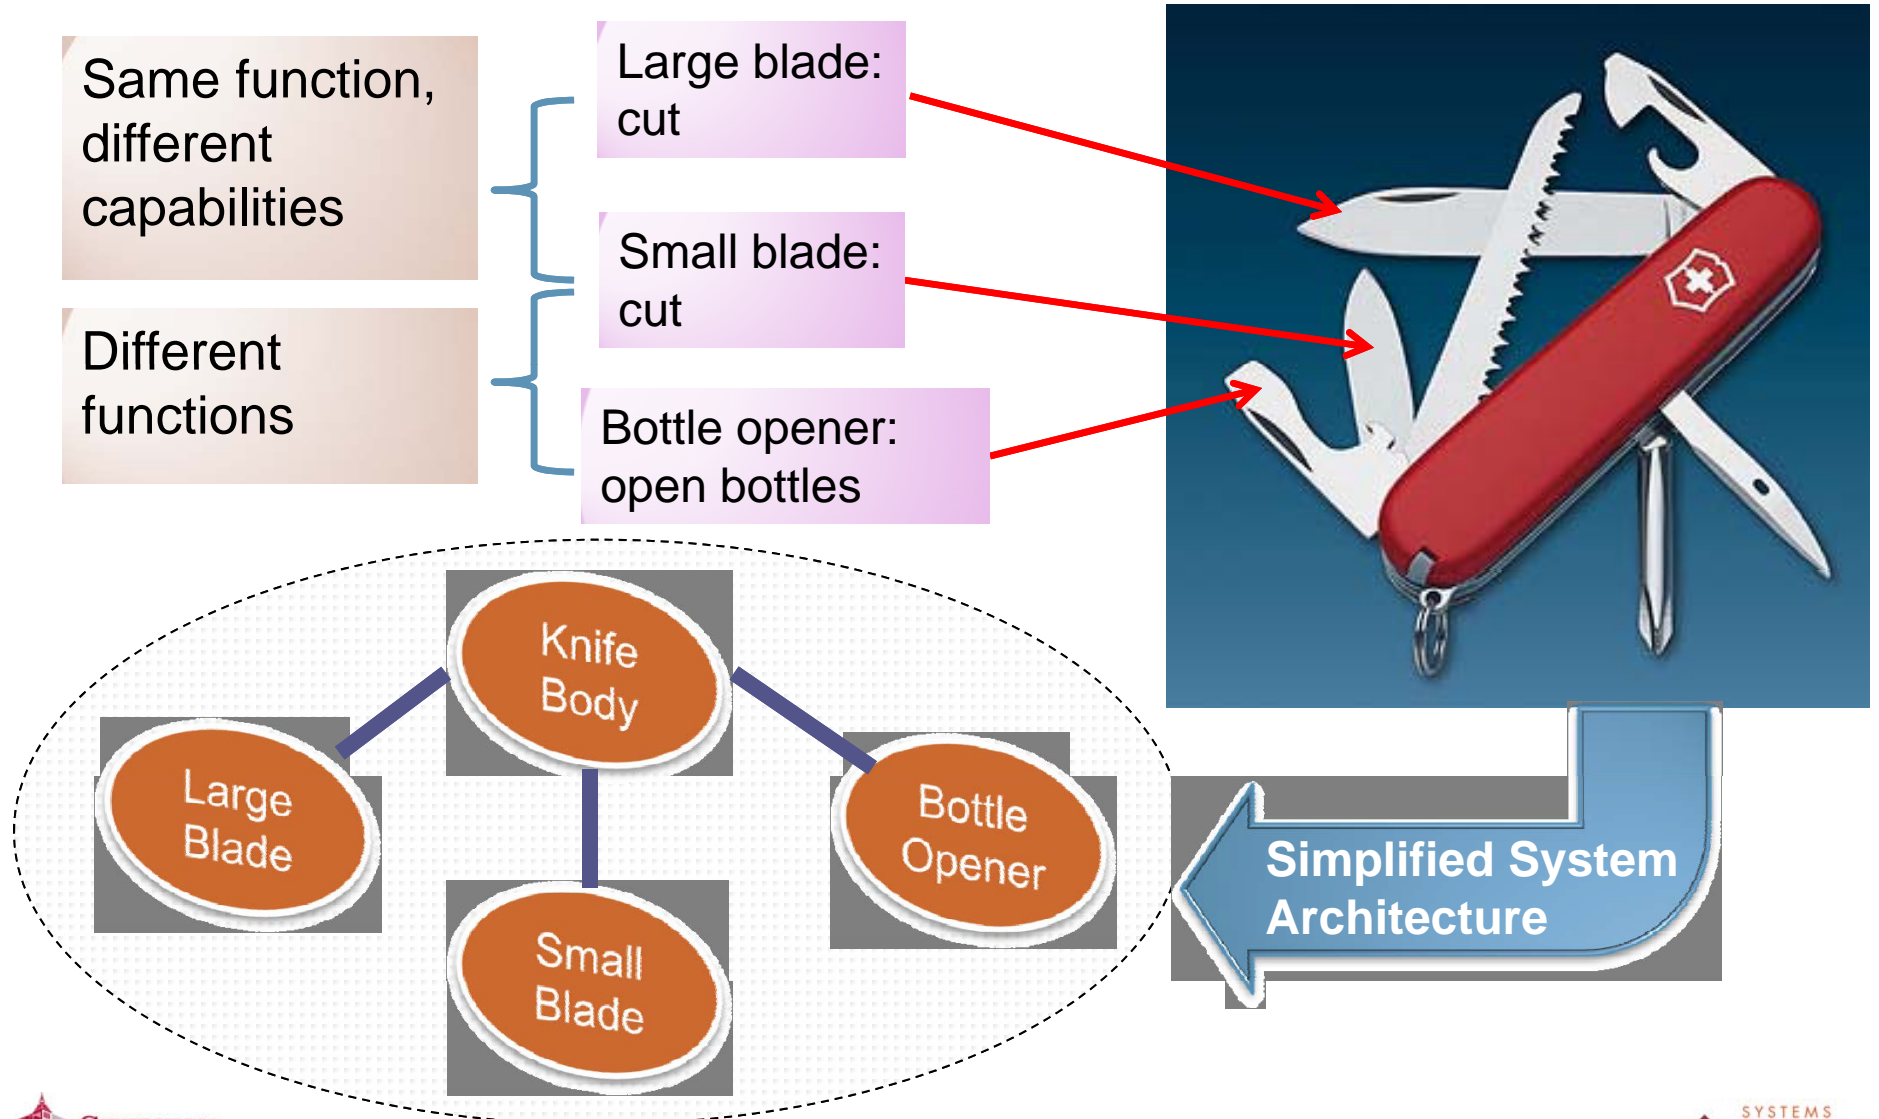 Same function,
different
capabilities
Different
functions
Large blade:
cut
Small blade:
cut
Bottle opener:
open bottles
Knife
Body
Large
Blade
Bottle
Opener
Small
Blade
Simplified System
Architecture
SYSTEMS